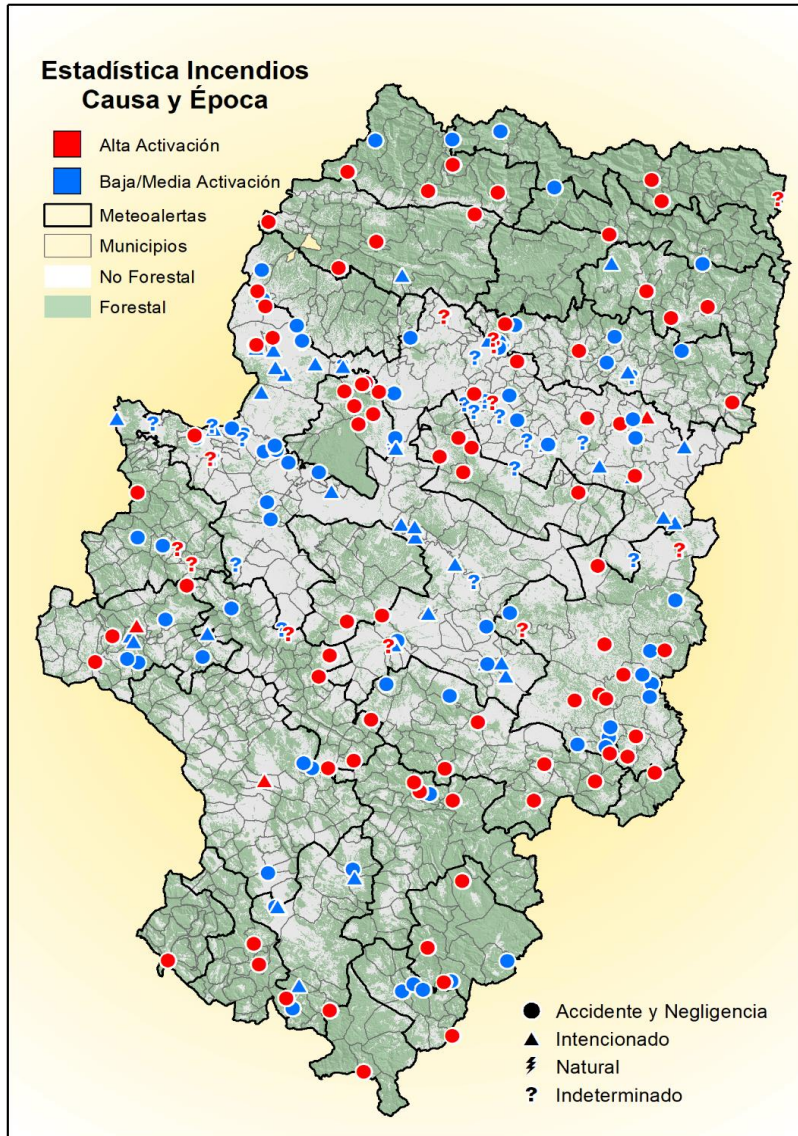 Estadística Incendios
Causa y Época
Alta Activación
Baja/Media Activación
Meteoalertas
Municipios
No Forestal
Forestal
Accidente y Negligencia
Intencionado
Natural
? Indeterminado